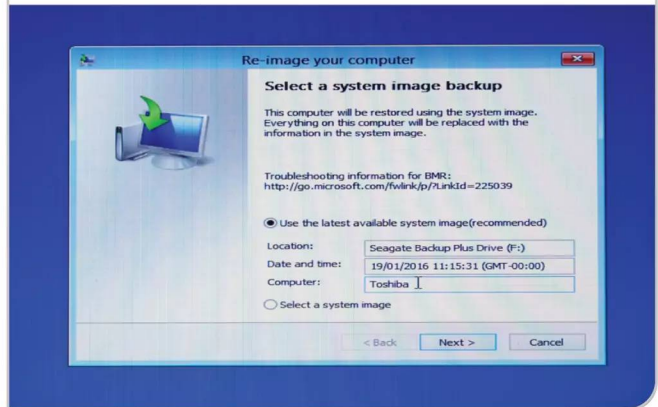 Re-image your computer
Select a system image backup
This computer will be restored using the system image.
Everything on this computer will be replaced with the
information in the system image.
Troubleshooting information for BMR:
http://go.microsoft.com/fwlink/p/?LinkId=225039
Use the latest available system image(recommended)
Location: Seagate Backup Plus Drive (F:)
Date and time: 19/01/2016 11:15:31 (GMT-00:00)
Computer: Toshiba
Select a system image
< Back Next > Cancel